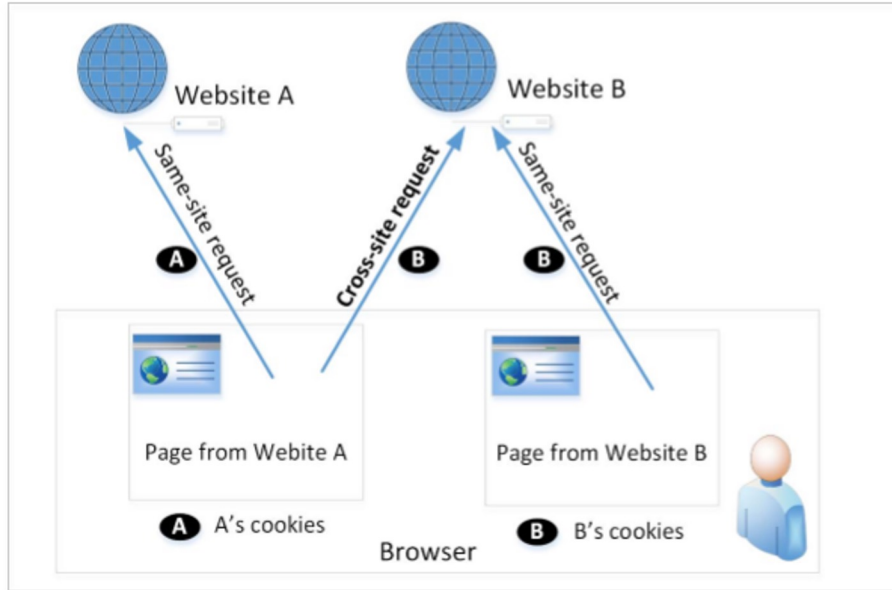 Website A
Website B
Same-site request
A
Cross-site request
B
Same-site request
B
Page from Webite A
Page from Website B
A A's cookies
B B's cookies
Browser